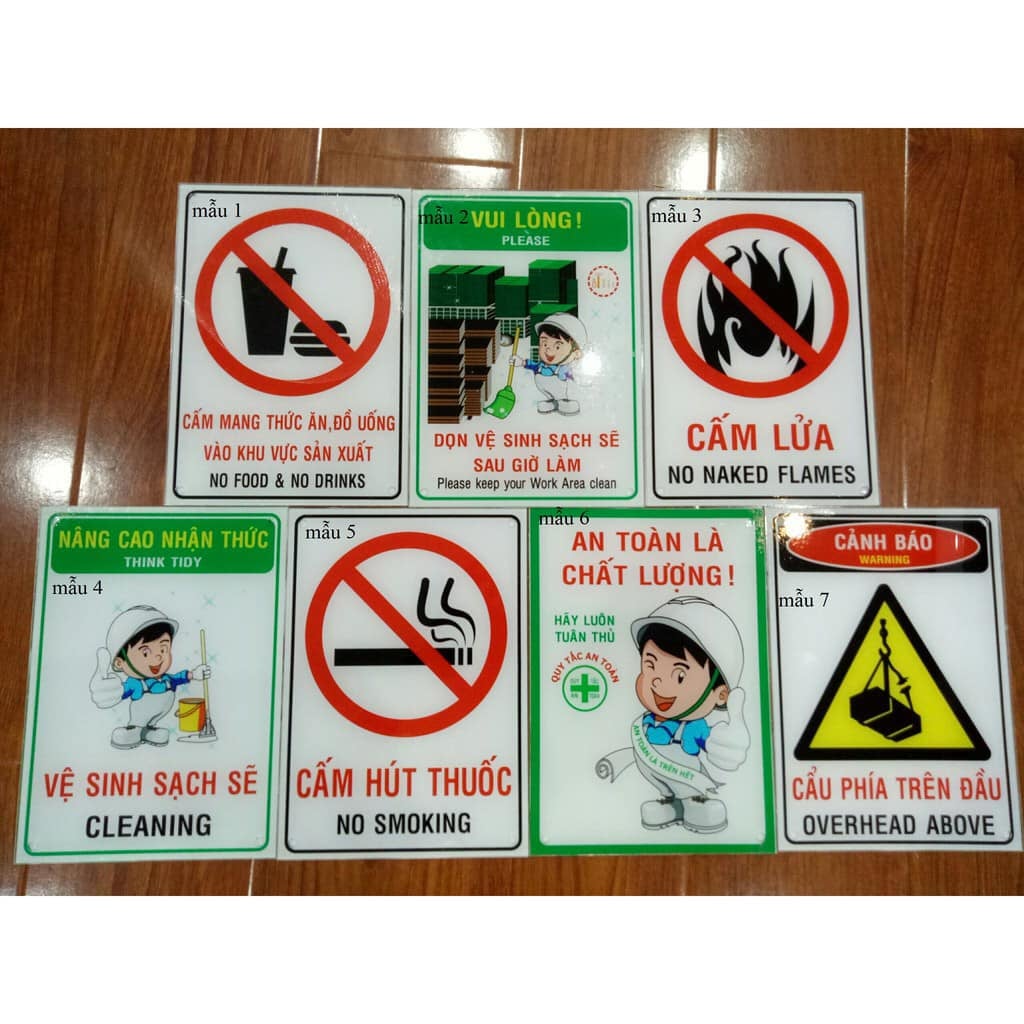 mẫu 1
CẤM MANG THỨC ĂN,ĐỒ UỐNG
VÀO KHU VỰC SẢN XUẤT
NO FOOD & NO DRINKS
mẫu 2
VUI LÒNG!
PLEASE
DỌN VỆ SINH SẠCH SẼ
SAU GIỜ LÀM
Please keep your Work Area clean
mẫu 3
CẤM LỬA
NO NAKED FLAMES
NÂNG CAO NHẬN THỨC
THINK TIDY
mẫu 4
VỆ SINH SẠCH SẼ
CLEANING
mẫu 5
CẤM HÚT THUỐC
NO SMOKING
mẫu 6
AN TOÀN LÀ
CHẤT LƯỢNG!
HÃY LUÔN
TUÂN THỦ
QUY TẮC AN TOÀN
QUY TẮC
AN TOÀN
AN TOÀN LÀ TRÊN HẾT
CẢNH BÁO
WARNING
mẫu 7
CẨU PHÍA TRÊN ĐẦU
OVERHEAD ABOVE